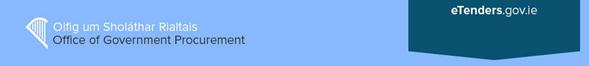 Oifig um Sholáthar Rialtais
Office of Government Procurement
eTenders.gov.ie